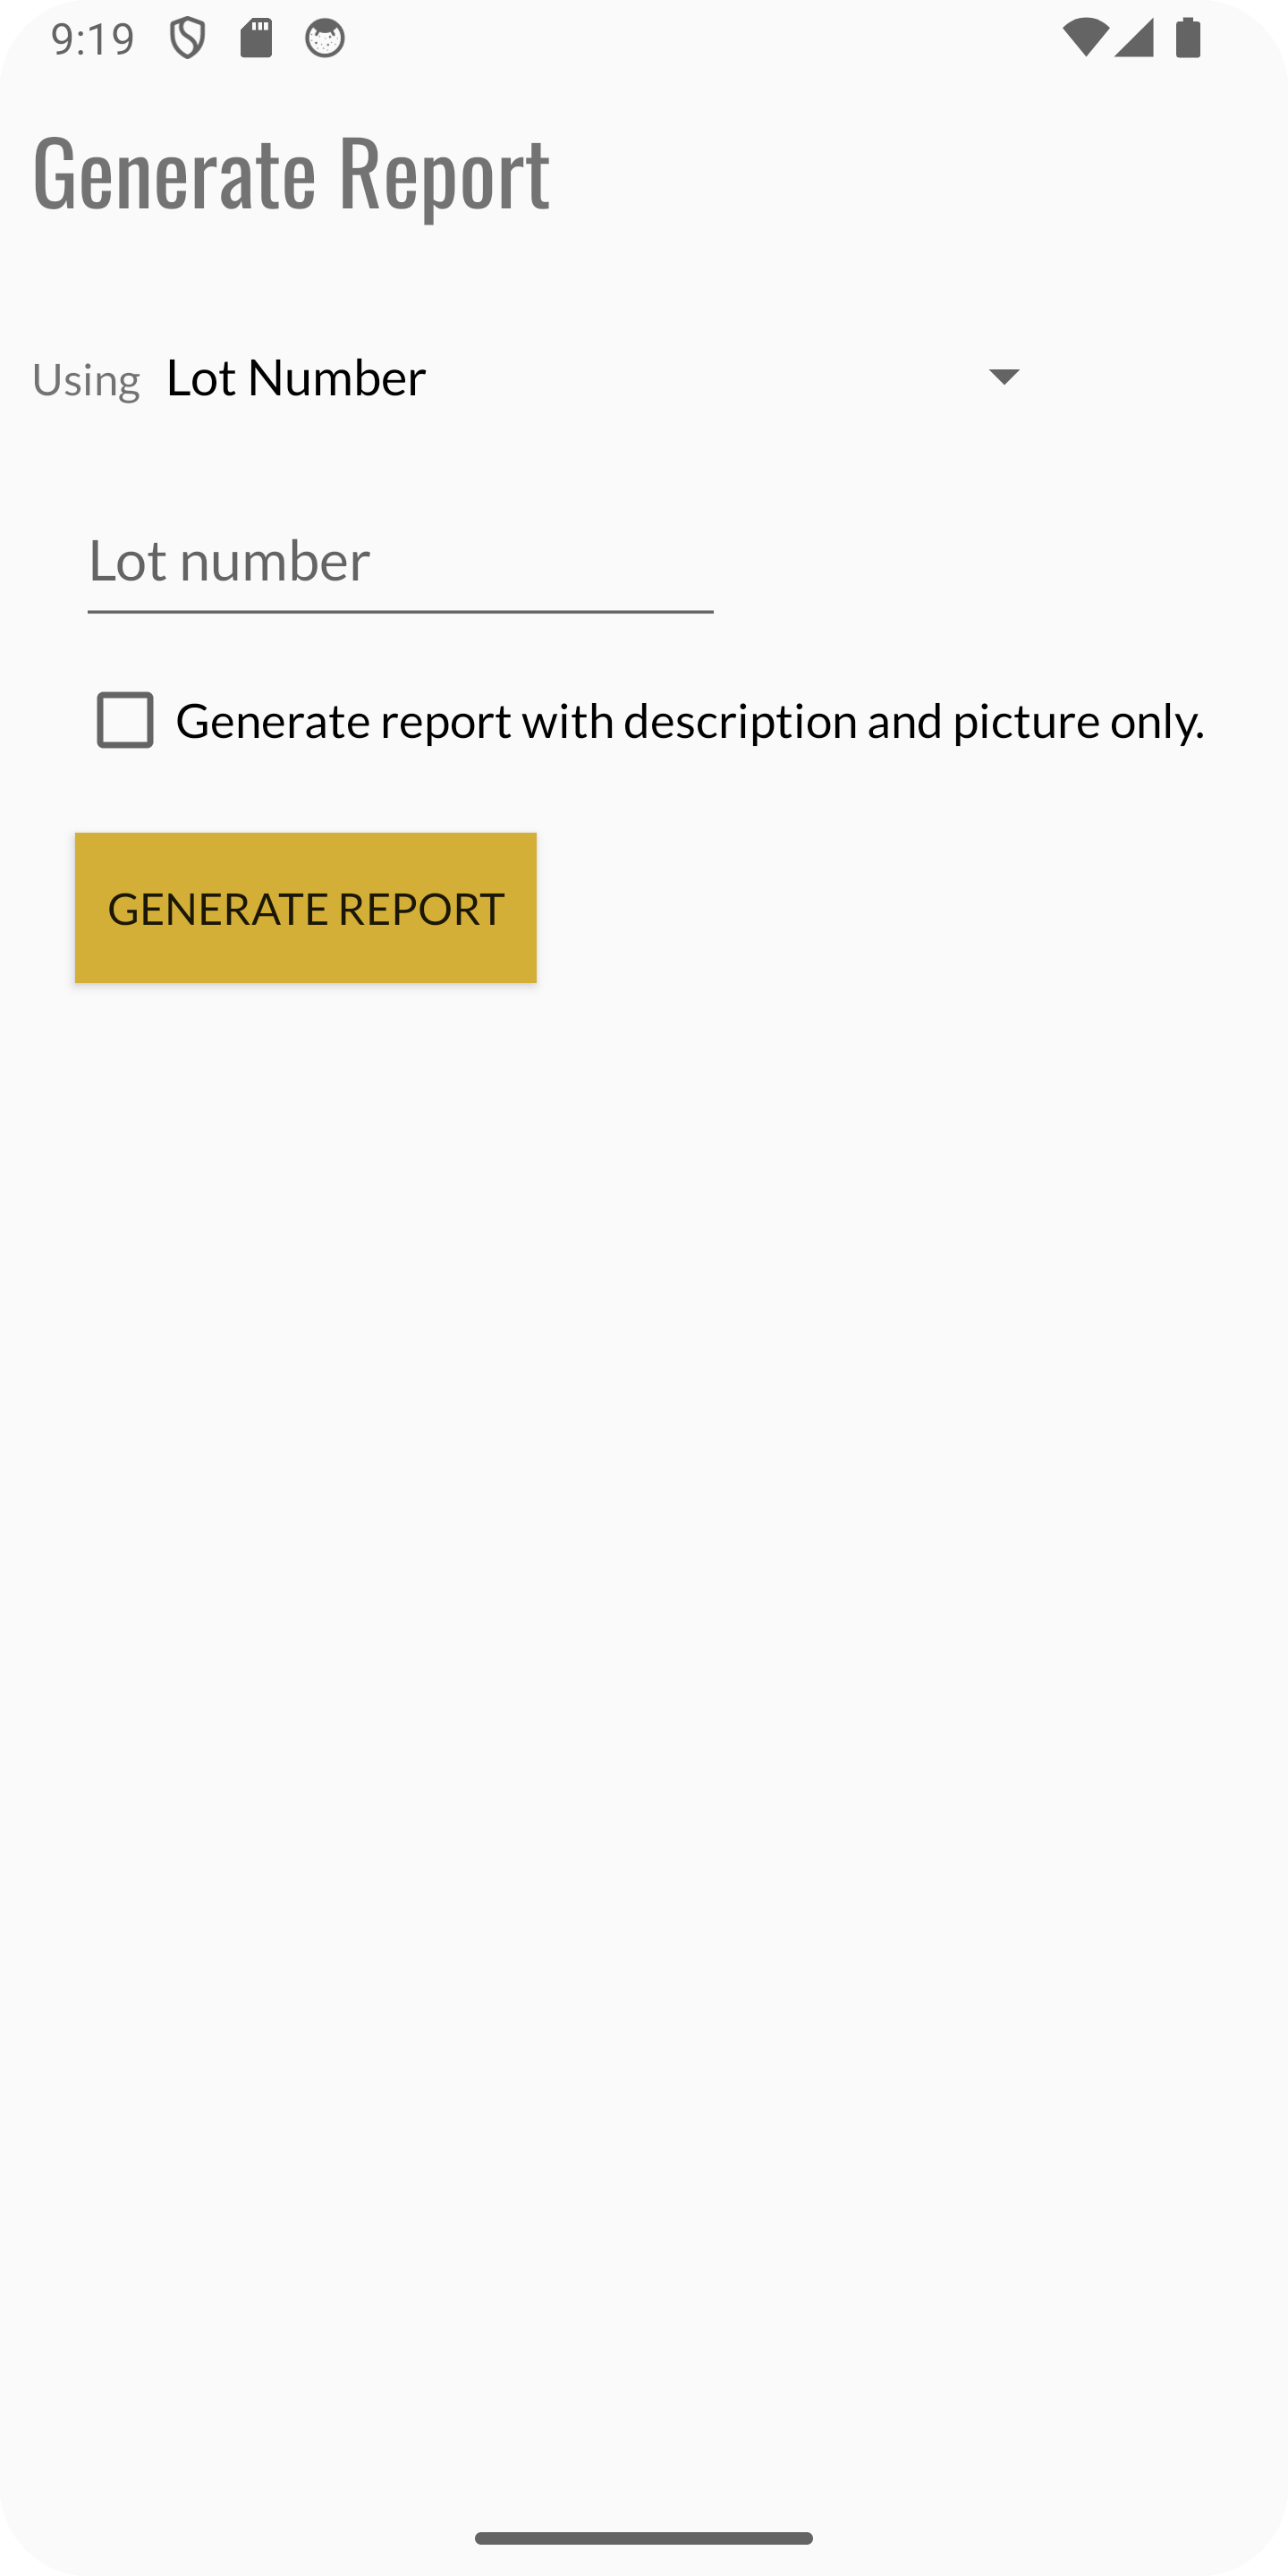 9:19
Generate Report
Using Lot Number
Lot number
Generate report with description and picture only.
GENERATE REPORT